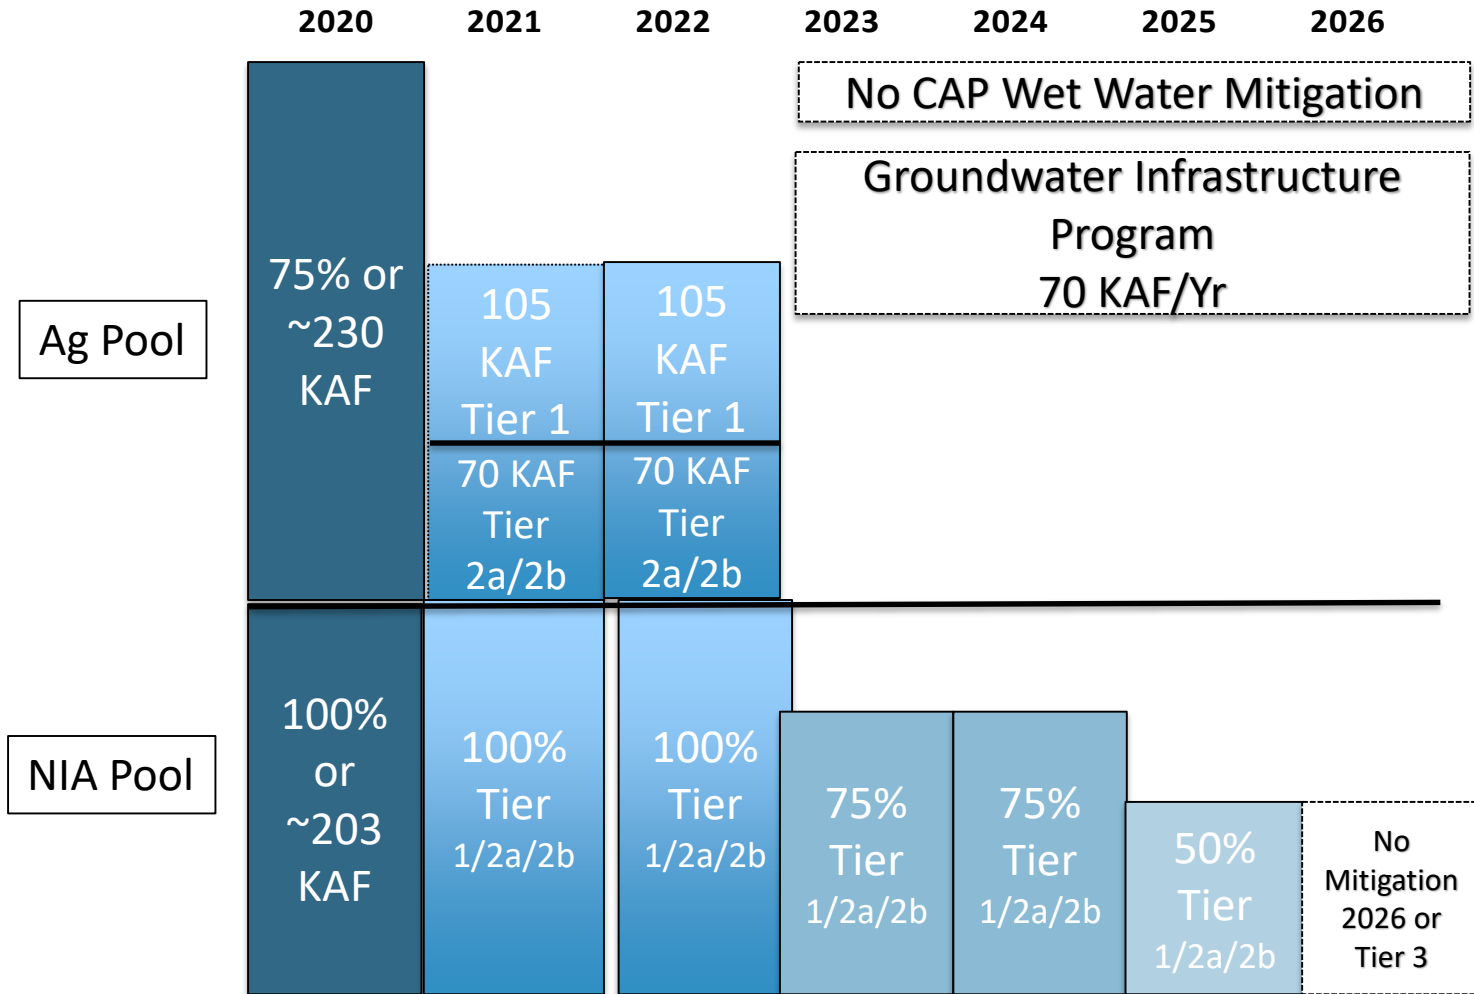 2020 2021 2022 2023 2024 2025 2026
No CAP Wet Water Mitigation
Groundwater Infrastructure
Program
70 KAF/Yr
Ag Pool
75% or
~230
KAF
105
KAF
Tier 1
70 KAF
Tier
2a/2b
105
KAF
Tier 1
70 KAF
Tier
2a/2b
NIA Pool
100%
or
~203
KAF
100%
Tier
1/2a/2b
100%
Tier
1/2a/2b
75%
Tier
1/2a/2b
75%
Tier
1/2a/2b
50%
Tier
1/2a/2b
No
Mitigation
2026 or
Tier 3